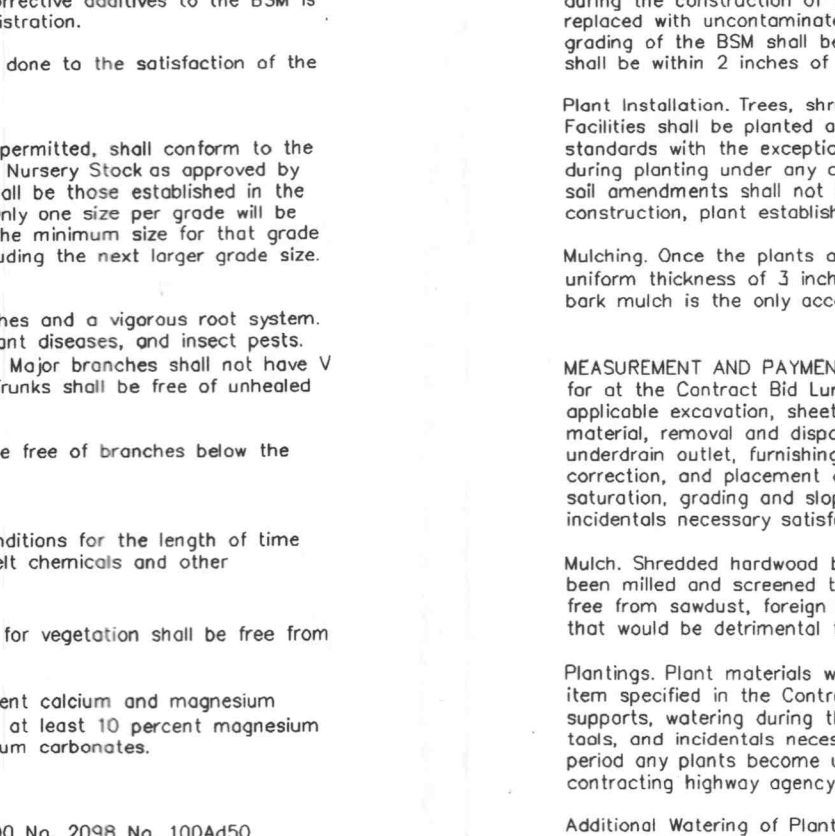 corrective additives to the BSM is
istration.
done to the satisfaction of the
permitted, shall conform to the
Nursery Stock as approved by
all be those established in the
nly one size per grade will be
he minimum size for that grade
uding the next larger grade size.
hes and a vigorous root system.
ant diseases, and insect pests.
Major branches shall not have V
Trunks shall be free of unhealed
e free of branches below the
nditions for the length of time
elt chemicals and other
for vegetation shall be free from
ent calcium and magnesium
at least 10 percent magnesium
um carbonates.
00 No. 2098 No. 100Ad50
during the construction of
replaced with uncontaminate
grading of the BSM shall be
shall be within 2 inches of
Plant Installation. Trees, shr
Facilities shall be planted a
standards with the exceptio
during planting under any c
soil amendments shall not
construction, plant establish
Mulching. Once the plants a
uniform thickness of 3 inch
bark mulch is the only acc
MEASUREMENT AND PAYMEN
for at the Contract Bid Lur
applicable excavation, sheet
material, removal and dispo
underdrain outlet, furnishing
correction, and placement
saturation, grading and slop
incidentals necessary satisf
Mulch. Shredded hardwood b
been milled and screened t
free from sawdust, foreign
that would be detrimental
Plantings. Plant materials w
item specified in the Contr
supports, watering during t
tools, and incidentals neces
period any plants become u
contracting highway agency
Additional Watering of Plant